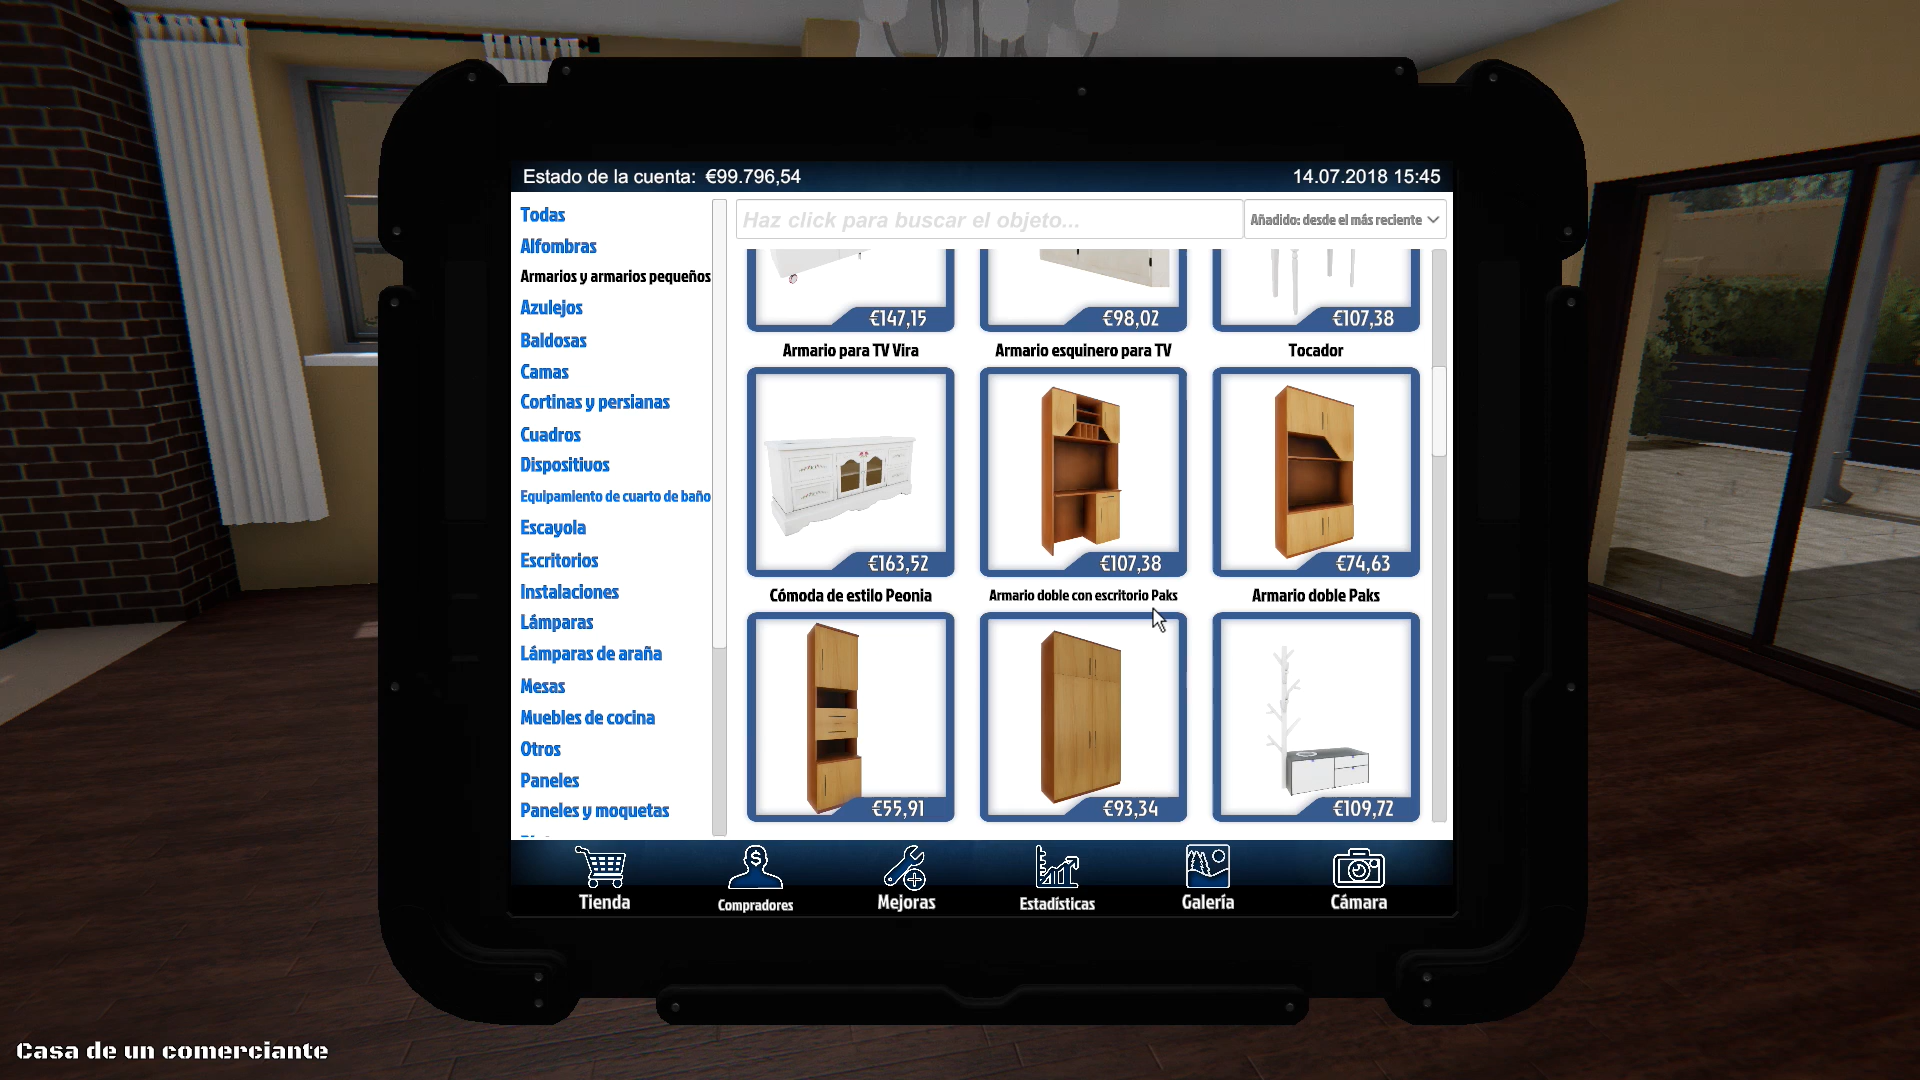 Estado de la cuenta: €99.796,54
14.07.2018 15:45
Todas
Alfombras
Armarios y armarios pequeños
Azulejos
Baldosas
Camas
Cortinas y persianas
Cuadros
Dispositivos
Equipamiento de cuarto de baño
Escayola
Escritorios
Instalaciones
Lámparas
Lámparas de araña
Mesas
Muebles de cocina
Otros
Paneles
Paneles y moquetas
Haz click para buscar el objeto...
Añadido: desde el más reciente
€147,15
€98,02
€107,38
Armario para TV Vira
Armario esquinero para TV
Tocador
€163,52
€107,38
€74,63
Cómoda de estilo Peonia
Armario doble con escritorio Paks
Armario doble Paks
€55,91
€93,34
€109,72
Tienda
Compradores
Mejoras
Estadísticas
Galería
Cámara
Casa de un comerciante